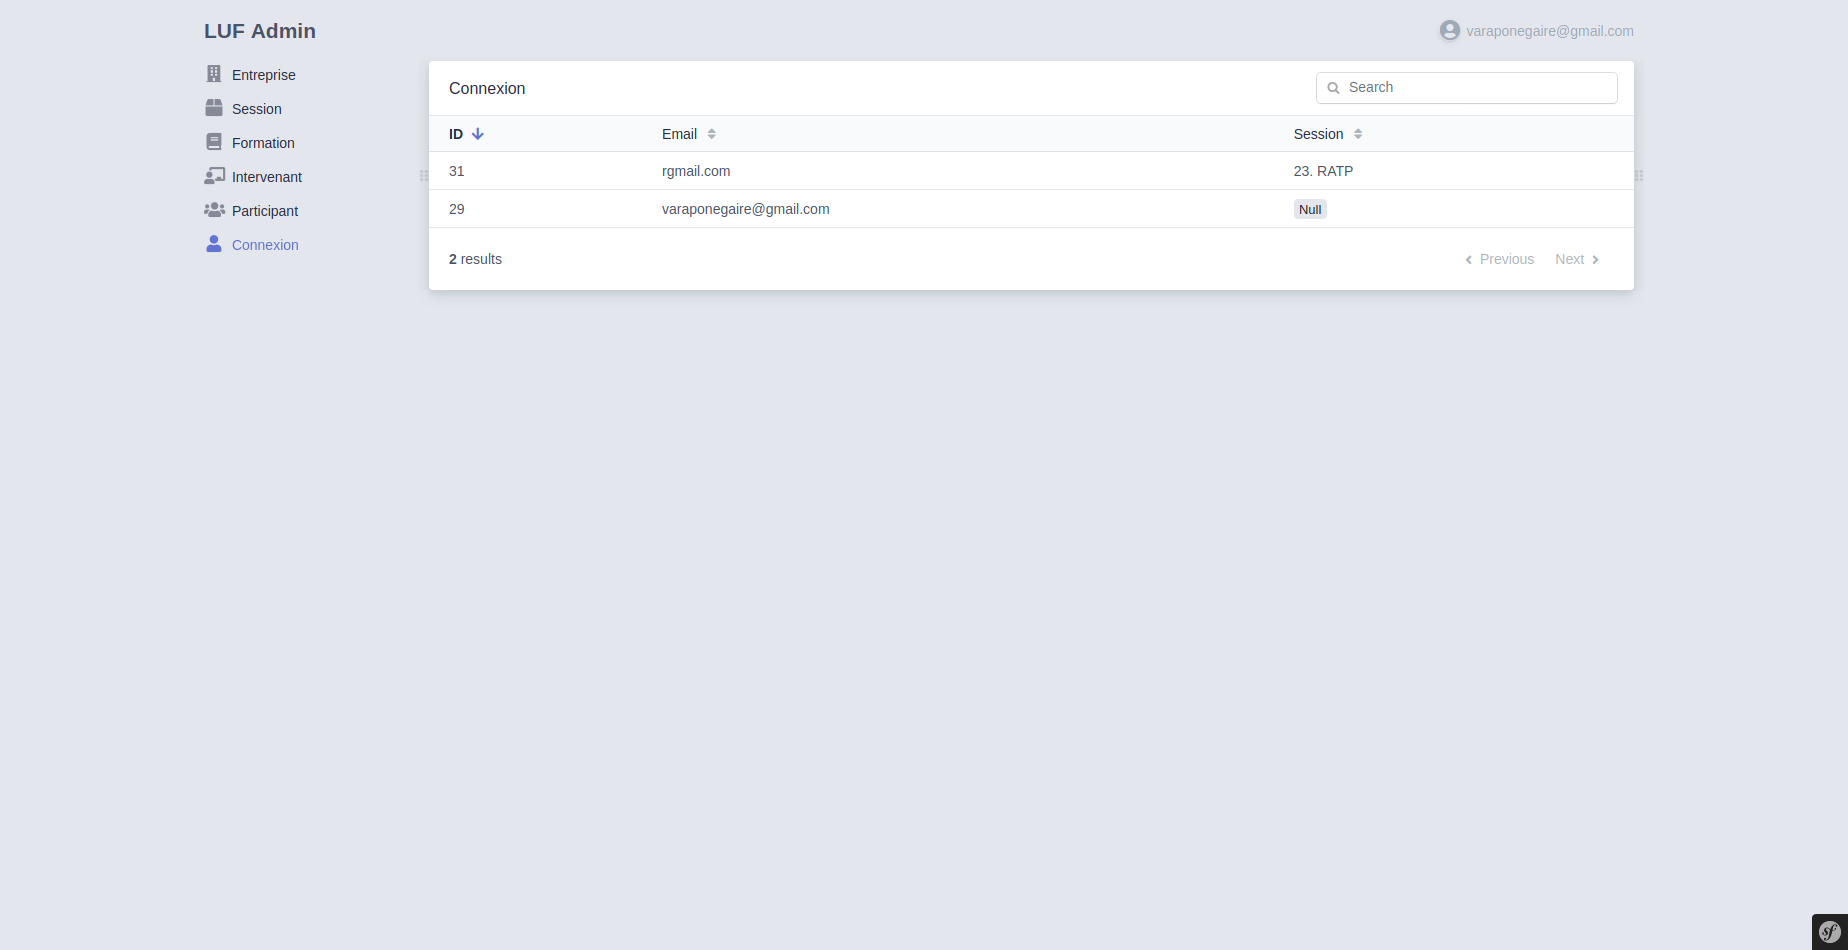 LUF Admin
varaponegaire@gmail.com
Entreprise
Session
Formation
Intervenant
Participant
Connexion
Connexion
Search
ID Email Session
31 rgmail.com 23. RATP
29 varaponegaire@gmail.com Null
2 results
Previous Next
sf